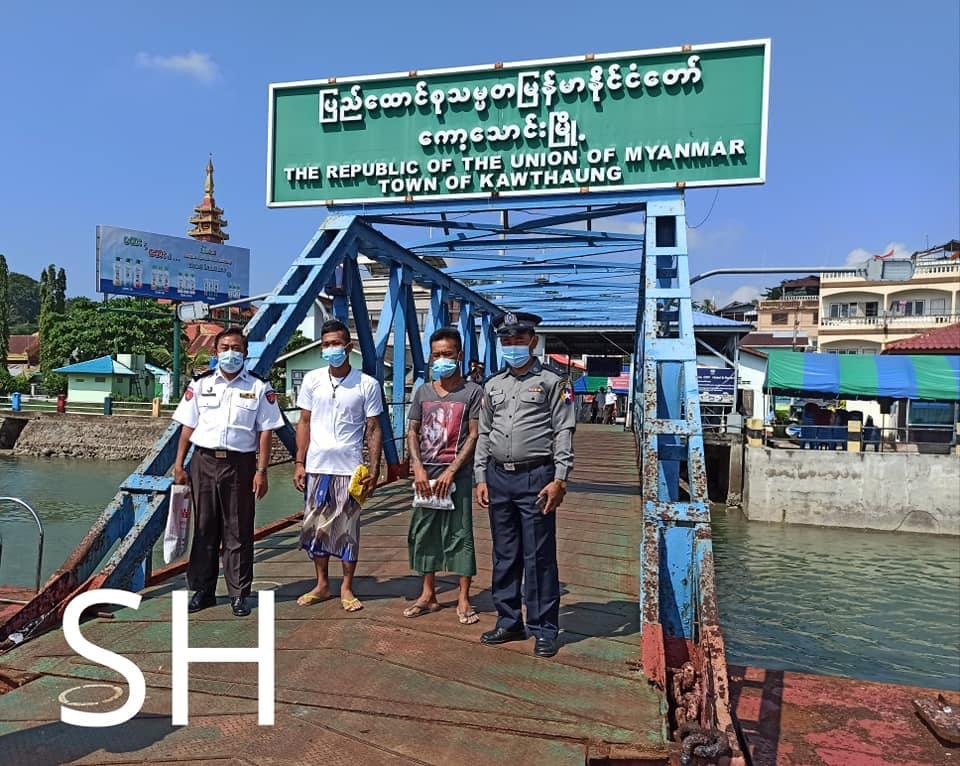 ပြည်ထောင်စုသမ္မတမြန်မာနိုင်ငံတော်
ကော့သောင်းမြို့
THE REPUBLIC OF THE UNION OF MYANMAR
TOWN OF KAWTHAUNG
SH